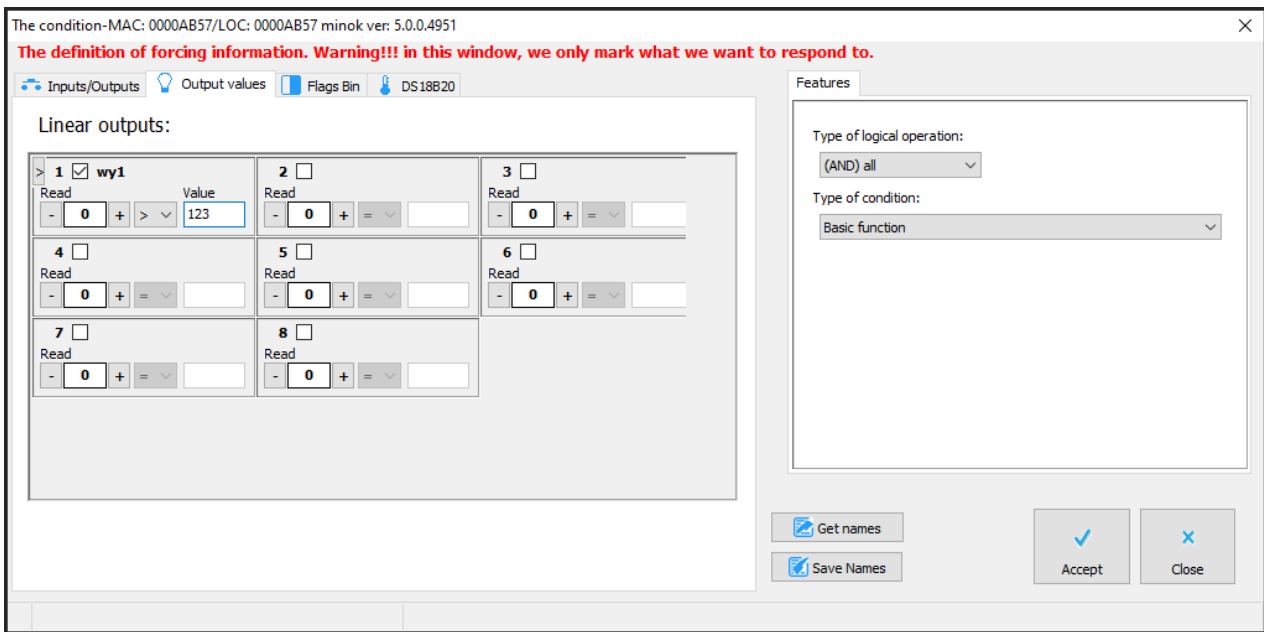 The condition-MAC: 0000AB57/LOC: 0000AB57 minok ver: 5.0.0.4951
The definition of forcing information. Warning!!! in this window, we only mark what we want to respond to.
Inputs/Outputs Output values Flags Bin DS18B20
Linear outputs:
> 1 wy1 2 3
Read Value Read Read
- 0 + > 123 - 0 + = - 0 + =
4 5 6
Read Read Read
- 0 + = - 0 + = - 0 + =
7 8
Read Read
- 0 + = - 0 + =
Features
Type of logical operation:
(AND) all
Type of condition:
Basic function
Get names
Save Names
Accept
Close